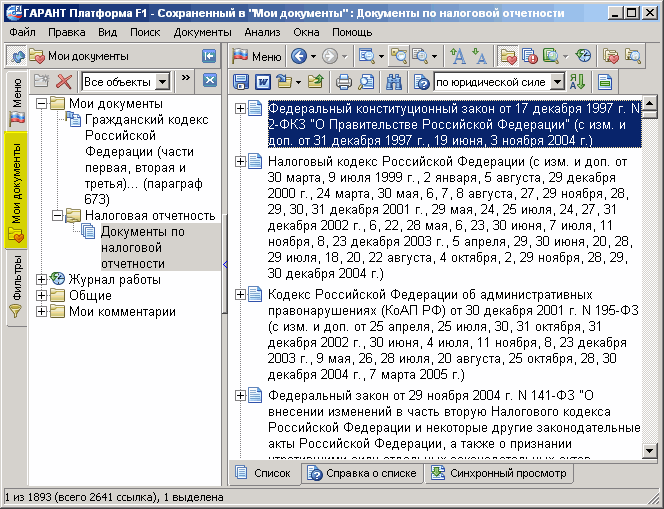 ГАРАНТ Платформа F1 - Сохраненный в "Мои документы" : Документы по налоговой отчетности
Файл Правка Вид Поиск Документы Анализ Окна Помощь
Мои документы
Меню
Все объекты »
по юридической силе
Меню
Мои документы
Фильтры
Мои документы
Гражданский кодекс
Российской
Федерации (части
первая, вторая и
третья)... (параграф
673)
Налоговая отчетность
Документы по
налоговой
отчетности
Журнал работы
Общие
Мои комментарии
Федеральный конституционный закон от 17 декабря 1997 г. N
2-ФКЗ "О Правительстве Российской Федерации" (с изм. и
доп. от 31 декабря 1997 г., 19 июня, 3 ноября 2004 г.)
Налоговый кодекс Российской Федерации (с изм. и доп. от
30 марта, 9 июля 1999 г., 2 января, 5 августа, 29 декабря
2000 г., 24 марта, 30 мая, 6, 7, 8 августа, 27, 29 ноября, 28,
29, 30, 31 декабря 2001 г., 29 мая, 24, 25 июля, 24, 27, 31
декабря 2002 г., 6, 22, 28 мая, 6, 23, 30 июня, 7 июля, 11
ноября, 8, 23 декабря 2003 г., 5 апреля, 29, 30 июня, 20, 28,
29 июля, 18, 20, 22 августа, 4 октября, 2, 29 ноября, 28, 29,
30 декабря 2004 г.)
Кодекс Российской Федерации об административных
правонарушениях (КоАП РФ) от 30 декабря 2001 г. N 195-ФЗ
(с изм. и доп. от 25 апреля, 25 июля, 30, 31 октября, 31
декабря 2002 г., 30 июня, 4 июля, 11 ноября, 8, 23 декабря
2003 г., 9 мая, 26, 28 июля, 20 августа, 25 октября, 28, 30
декабря 2004 г., 7 марта 2005 г.)
Федеральный закон от 29 ноября 2004 г. N 141-ФЗ "О
внесении изменений в часть вторую Налогового кодекса
Российской Федерации и некоторые другие законодательные
акты Российской Федерации, а также о признании
Список Справка о списке Синхронный просмотр
1 из 1893 (всего 2641 ссылка), 1 выделена